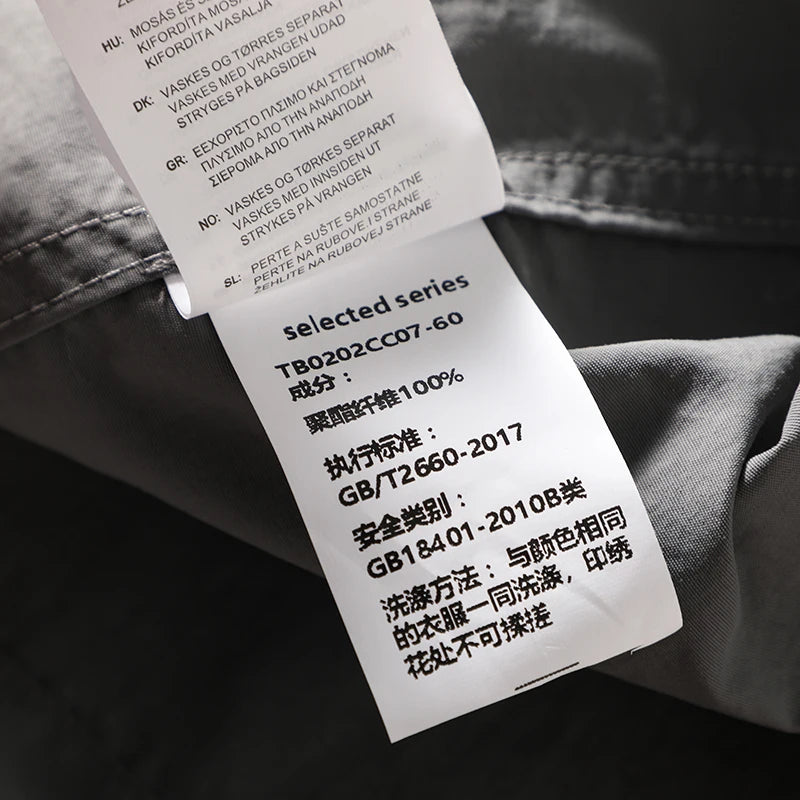 HU: MOSÁS ÉS S
KIFORDÍTA MOSA
KIFORDÍTA VASALJA
DK: VASKES OG TØRRES SEPARAT
VASKES MED VRANGEN UDAD
STRYGES PÅ BAGSIDEN
GR: ΕΕΧΟΡΙΣΤΟ ΠΛΣΙΜΟ ΚΑΙ ΣΤΕΓΝΟΜΑ
ΠΛΥΣΙΜΟ ΑΠΟ ΤΗΝ ΑΝΑΠΟΔΗ
ΣΙΕΡΟΜΑ ΑΠΟ ΤΗΝ ΑΝΑΠΟΔΗ
NO: VASKES OG TØRKES SEPARAT
VASKES MED INNSIDEN UT
STRYKES PÅ VRANGEN
SL: PERTE A SUŠTE SAMOSTATNE
PERTE NA RUBOVE I STRANE
ŽEHLITE NA RUBOVEJ STRANE
selected series
TB0202CC07-60
成分：
聚酯纤维100%
执行标准：
GB/T2660-2017
安全类别：
GB18401-2010B类
洗涤方法：与颜色相同
的衣服一同洗涤，印绣
花处不可揉搓